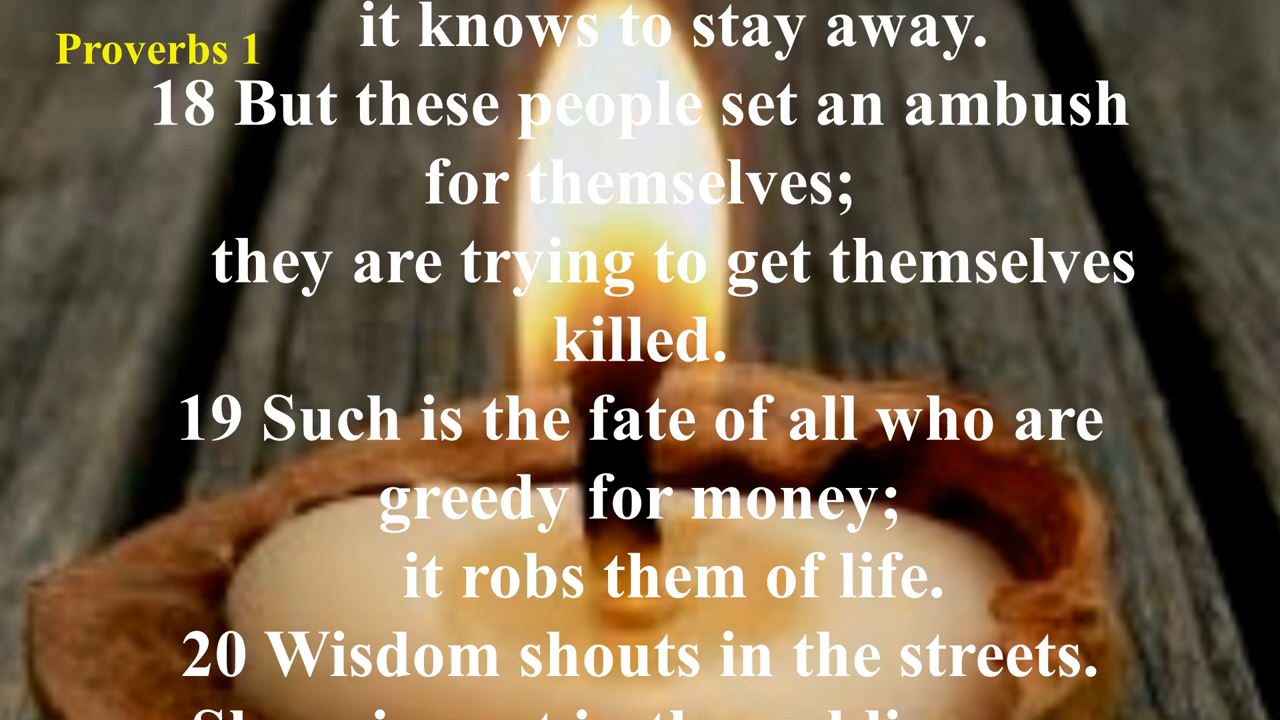 it knows to stay away.
Proverbs 1
18 But these people set an ambush
for themselves;
they are trying to get themselves
killed.
19 Such is the fate of all who are
greedy for money;
it robs them of life.
20 Wisdom shouts in the streets.